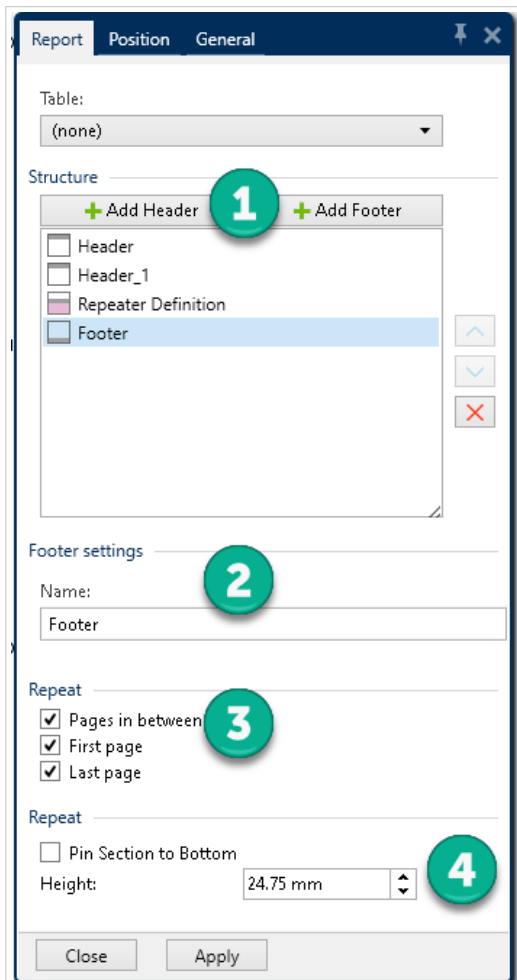 Report Position General
Table:
(none)
Structure
Add Header 1 Add Footer
Header
Header_1
Repeater Definition
Footer
Footer settings
2
Name:
Footer
Repeat
Pages in between 3
First page
Last page
Repeat
Pin Section to Bottom
Height: 24.75 mm 4
Close Apply